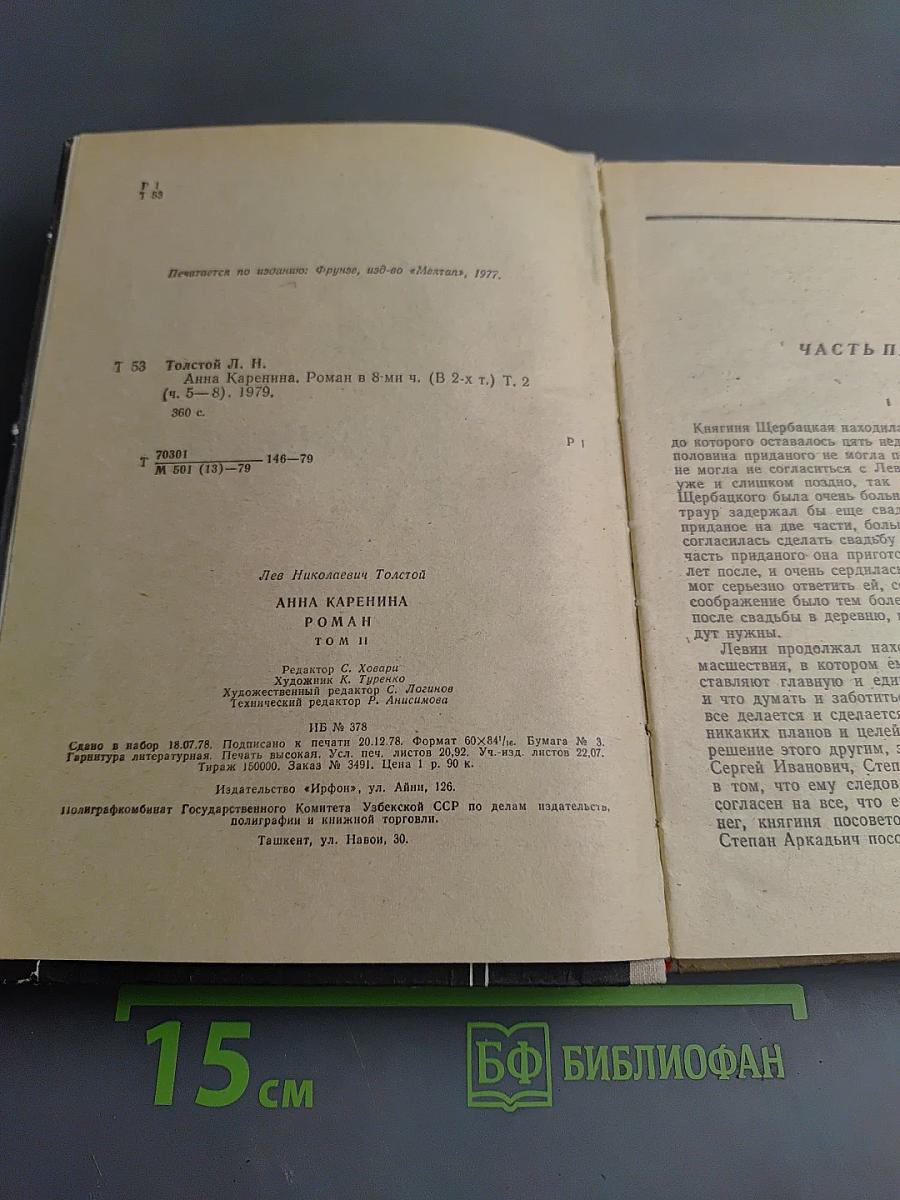 Р 1
Т 53
Печатается по изданию: Фрунзе, изд-во «Мектеп», 1977.
Т 53 Толстой Л. Н.
Анна Каренина. Роман в 8-ми ч. (В 2-х т.) Т. 2
(ч. 5—8). 1979.
360 с.
Р 1
Т 70301
М 501 (13)—79 146—79
Лев Николаевич Толстой
АННА КАРЕНИНА
РОМАН
ТОМ II
Редактор С. Ховари
Художник К. Туренко
Художественный редактор С. Логинов
Технический редактор Р. Анисимова
ИБ № 378
Сдано в набор 18.07.78. Подписано к печати 20.12.78. Формат 60×84¹/₁₆. Бумага № 3.
Гарнитура литературная. Печать высокая. Усл. печ. листов 20,92. Уч.-изд. листов 22,07.
Тираж 150000. Заказ № 3491. Цена 1 р. 90 к.
Издательство «Ирфон», ул. Айни, 126.
Полиграфкомбинат Государственного Комитета Узбекской ССР по делам издательств,
полиграфии и книжной торговли.
Ташкент, ул. Навои, 30.
ЧАСТЬ П
I
Княгиня Щербацкая находила
до которого оставалось пять нед
половина приданого не могла п
не могла не согласиться с Лев
уже и слишком поздно, так
Щербацкого была очень больн
траур задержал бы еще свад
приданое на две части, боль
согласилась сделать свадьбу
часть приданого она пригото
лет после, и очень сердилас
мог серьезно ответить ей, со
соображение было тем боле
после свадьбы в деревню,
дут нужны.
Левин продолжал нахо
масшествия, в котором ем
ставляют главную и еди
и что думать и заботитьс
все делается и сделается
никаких планов и целей
решение этого другим, з
Сергей Иванович, Степ
в том, что ему следов
согласен на все, что е
нег, княгиня посовето
Степан Аркадьич посо
15 см
БФ БИБЛИОФАН